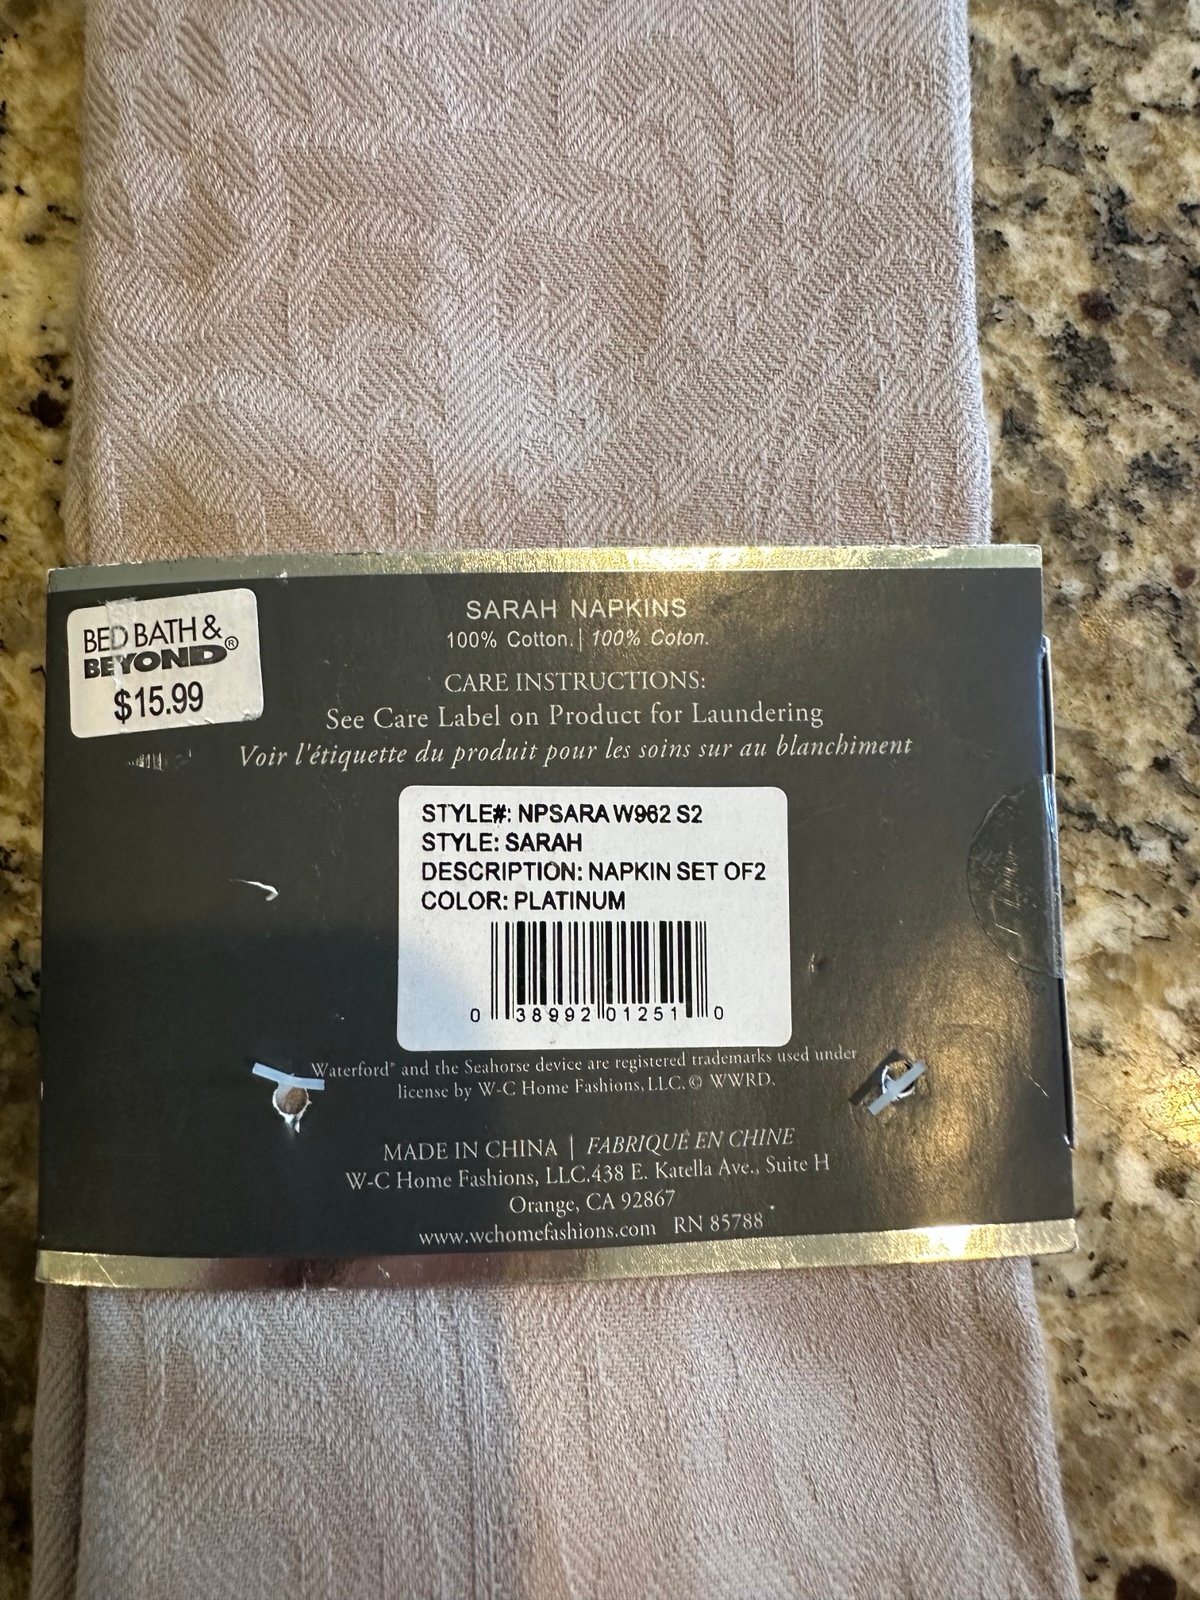 BED BATH &
BEYOND®
$15.99
SARAH NAPKINS
100% Cotton. | 100% Coton.
CARE INSTRUCTIONS:
See Care Label on Product for Laundering
Voir l'étiquette du produit pour les soins sur au blanchiment
STYLE#: NPSARA W962 S2
STYLE: SARAH
DESCRIPTION: NAPKIN SET OF2
COLOR: PLATINUM
0 38992 01251 0
Waterford® and the Seahorse device are registered trademarks used under
license by W-C Home Fashions, LLC. © WWRD.
MADE IN CHINA | FABRIQUÉ EN CHINE
W-C Home Fashions, LLC.438 E. Katella Ave., Suite H
Orange, CA 92867
www.wchomefashions.com RN 85788